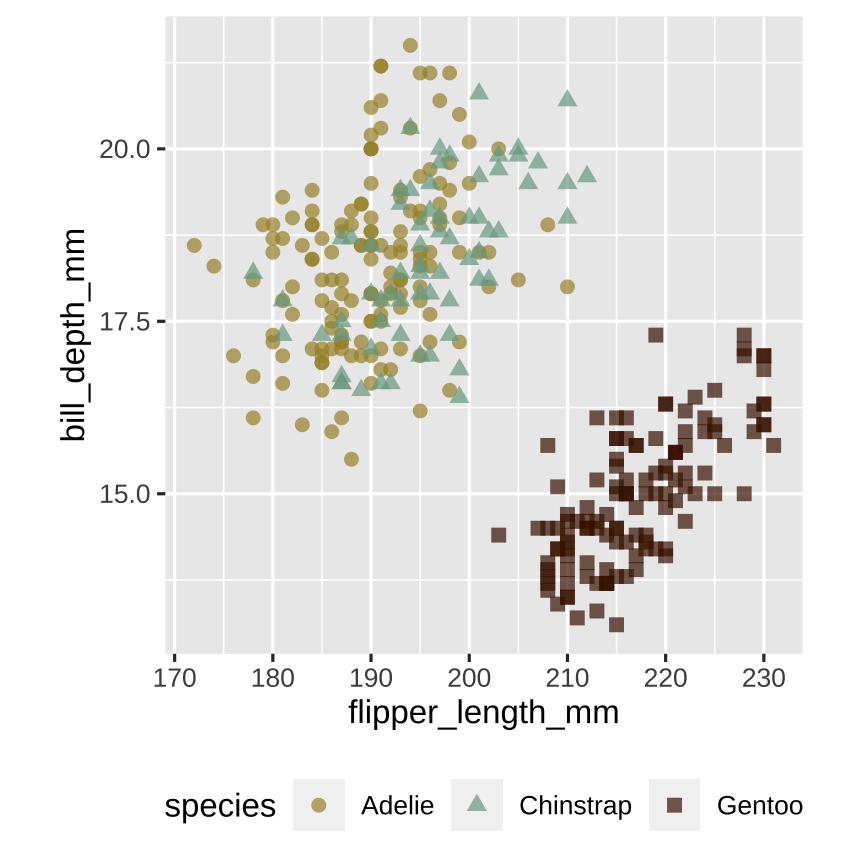 bill_depth_mm
20.0
17.5
15.0
170 180 190 200 210 220 230
flipper_length_mm
species Adelie Chinstrap Gentoo